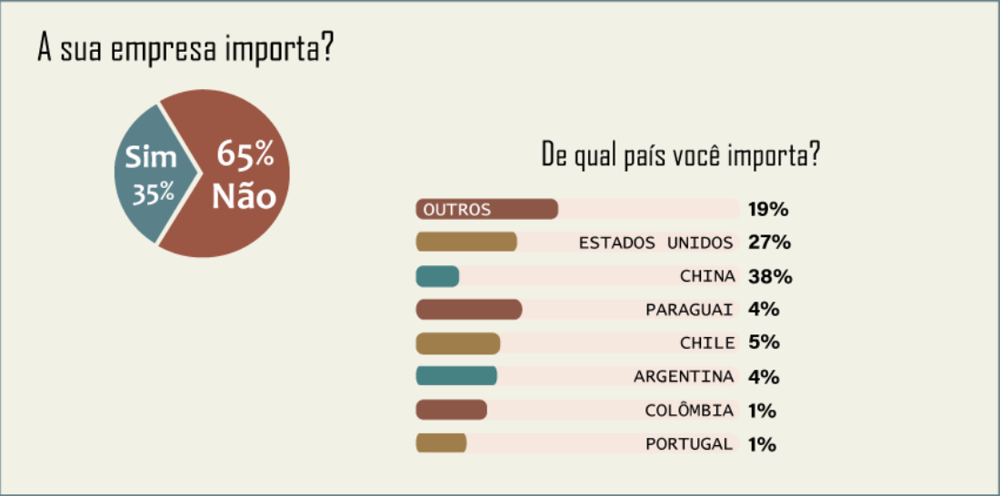 A sua empresa importa?
Sim
35%
65%
Não
De qual país você importa?
OUTROS 19%
ESTADOS UNIDOS 27%
CHINA 38%
PARAGUAI 4%
CHILE 5%
ARGENTINA 4%
COLÔMBIA 1%
PORTUGAL 1%